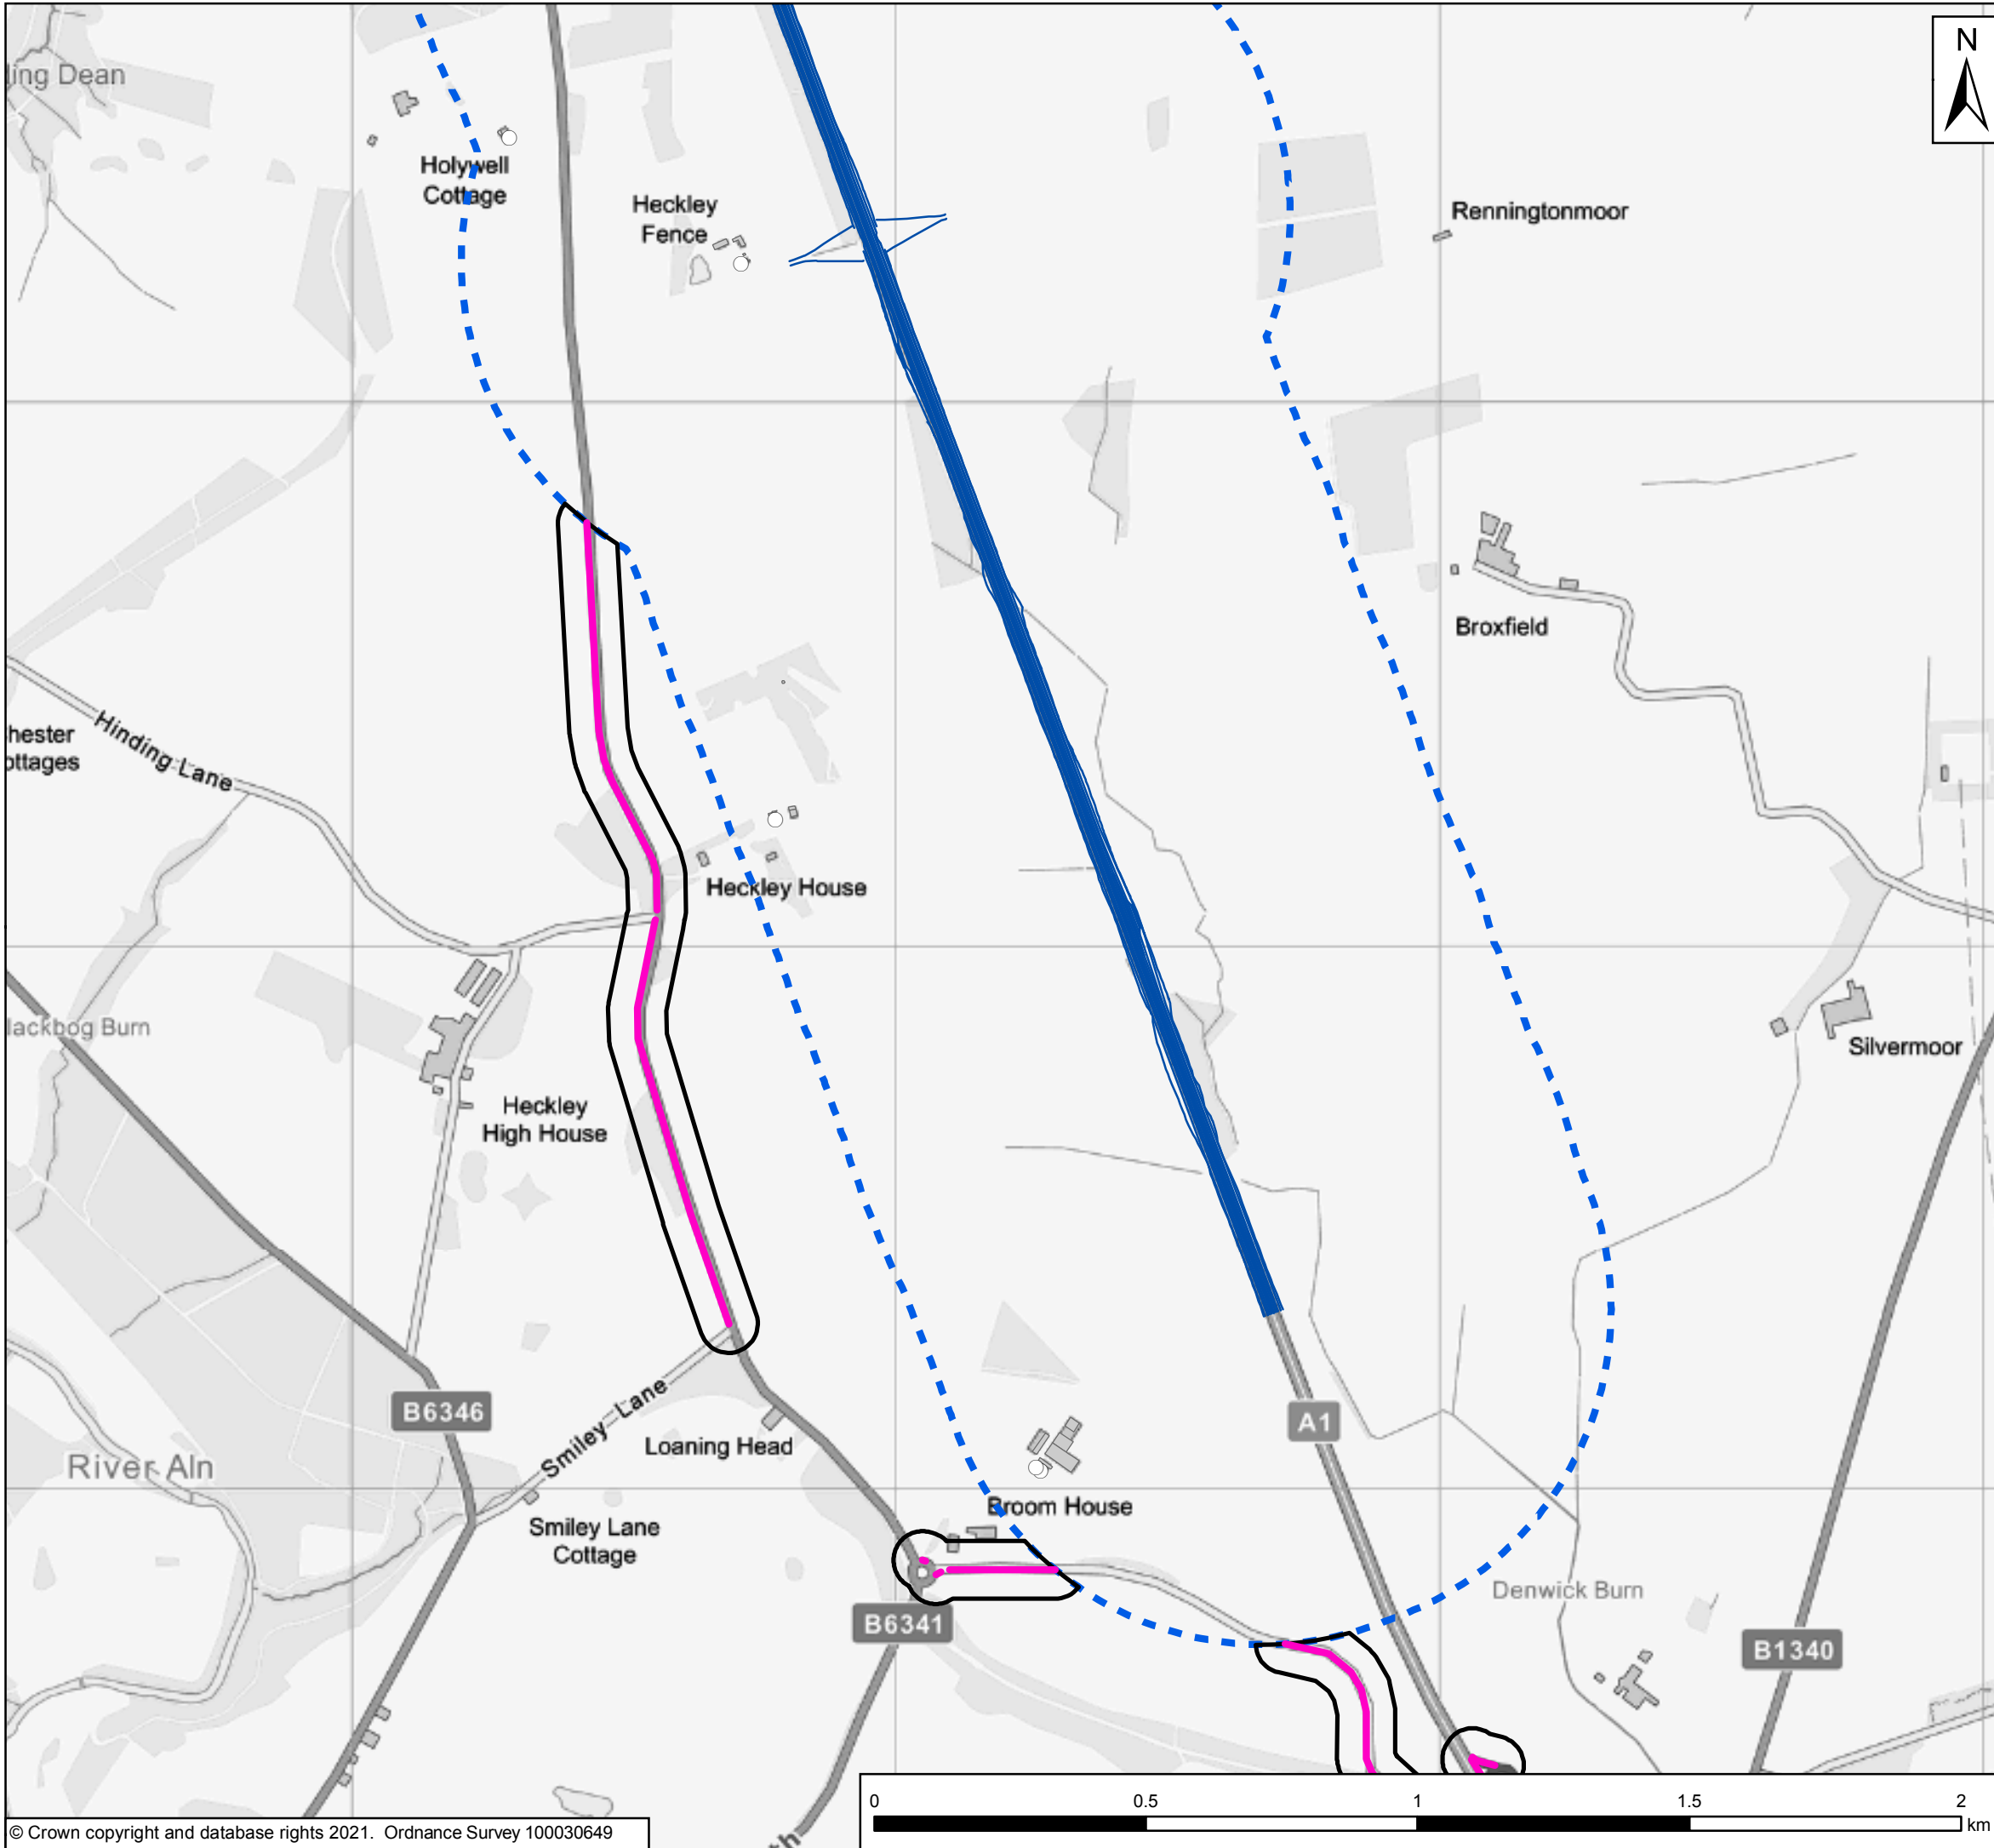 N
ling Dean
Holywell
Cottage
Heckley
Fence
Renningtonmoor
Broxfield
Hinding Lane
hester
ottages
Heckley House
lackbog Burn
Silvermoor
Heckley
High House
B6346
A1
Smiley Lane
Loaning Head
River Aln
Broom House
Smiley Lane
Cottage
Denwick Burn
B6341
B1340
0 0.5 1 1.5 2
km
© Crown copyright and database rights 2021. Ordnance Survey 100030649